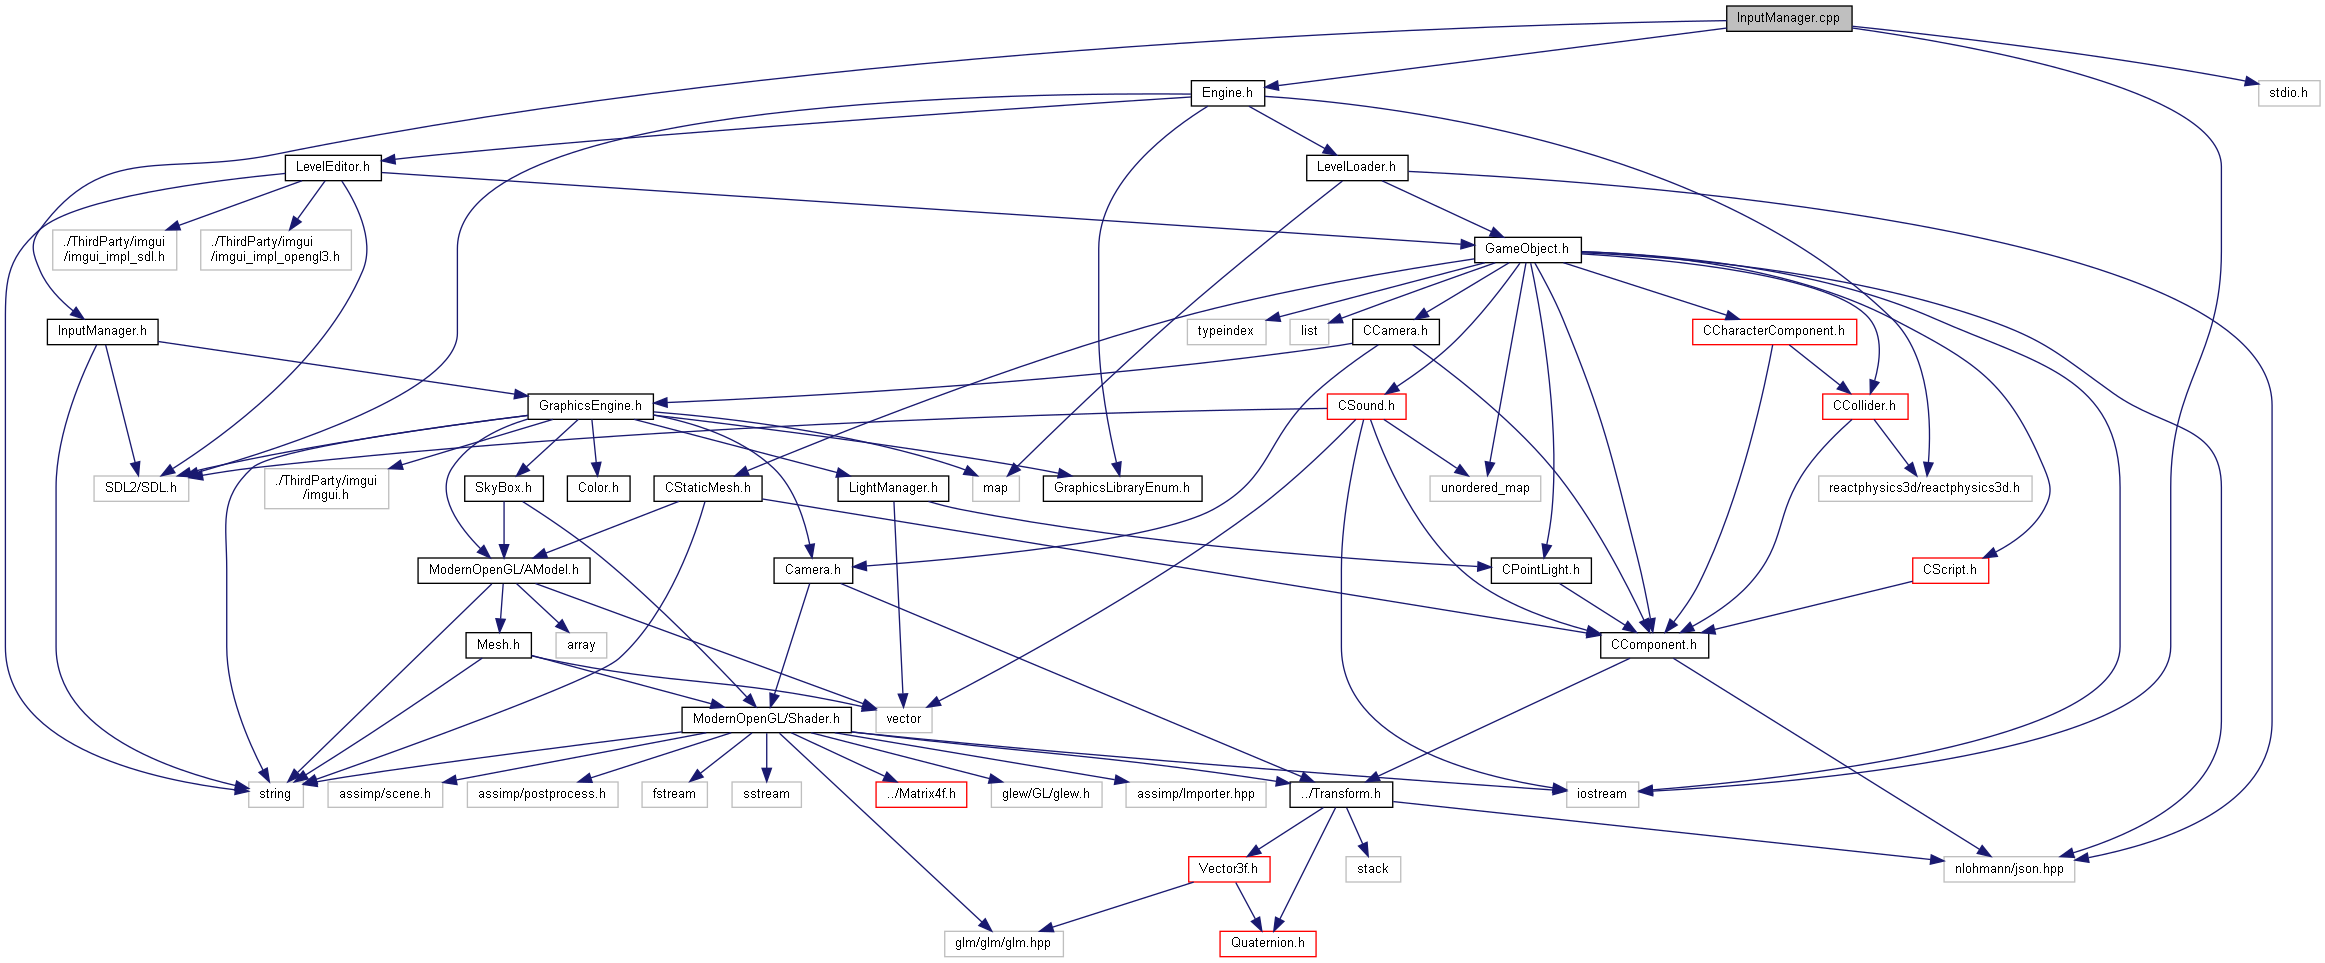 InputManager.cpp
Engine.h
stdio.h
LevelEditor.h
LevelLoader.h
./ThirdParty/imgui
/imgui_impl_sdl.h
./ThirdParty/imgui
/imgui_impl_opengl3.h
GameObject.h
InputManager.h
typeindex
list
CCamera.h
CCharacterComponent.h
GraphicsEngine.h
CSound.h
CCollider.h
SDL2/SDL.h
./ThirdParty/imgui
/imgui.h
SkyBox.h
Color.h
CStaticMesh.h
LightManager.h
map
GraphicsLibraryEnum.h
unordered_map
reactphysics3d/reactphysics3d.h
ModernOpenGL/AModel.h
Camera.h
CPointLight.h
CScript.h
Mesh.h
array
CComponent.h
ModernOpenGL/Shader.h
vector
string
assimp/scene.h
assimp/postprocess.h
fstream
sstream
../Matrix4f.h
glew/GL/glew.h
assimp/Importer.hpp
../Transform.h
iostream
Vector3f.h
stack
nlohmann/json.hpp
glm/glm/glm.hpp
Quaternion.h